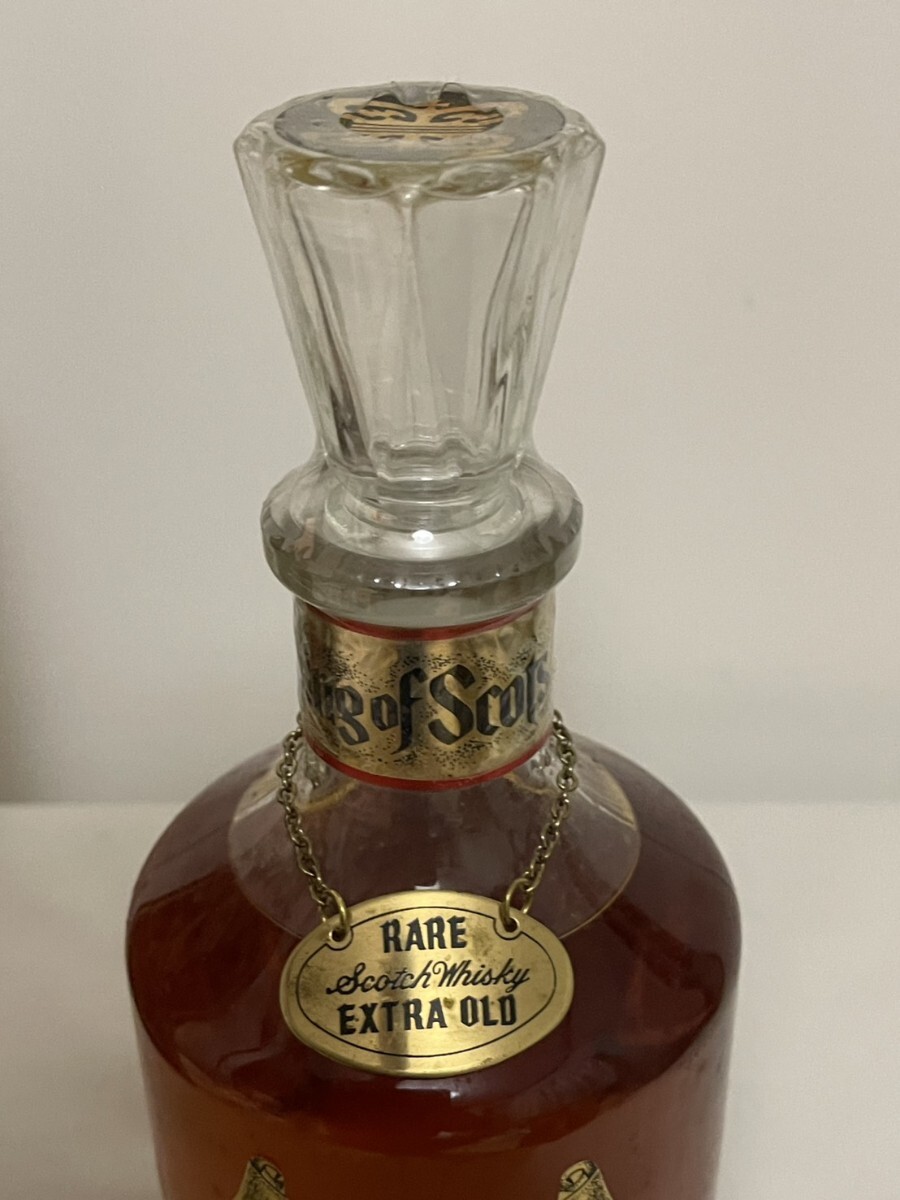 of Scots
RARE
Scotch Whisky
EXTRA OLD